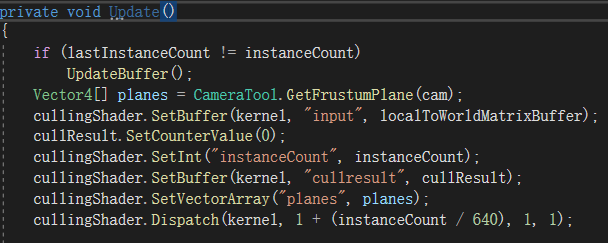 private void Update()
{
if (lastInstanceCount != instanceCount)
UpdateBuffer();
Vector4[] planes = CameraTool.GetFrustumPlane(cam);
cullingShader.SetBuffer(kernel, "input", localToWorldMatrixBuffer);
cullResult.SetCounterValue(0);
cullingShader.SetInt("instanceCount", instanceCount);
cullingShader.SetBuffer(kernel, "cullresult", cullResult);
cullingShader.SetVectorArray("planes", planes);
cullingShader.Dispatch(kernel, 1 + (instanceCount / 640), 1, 1);